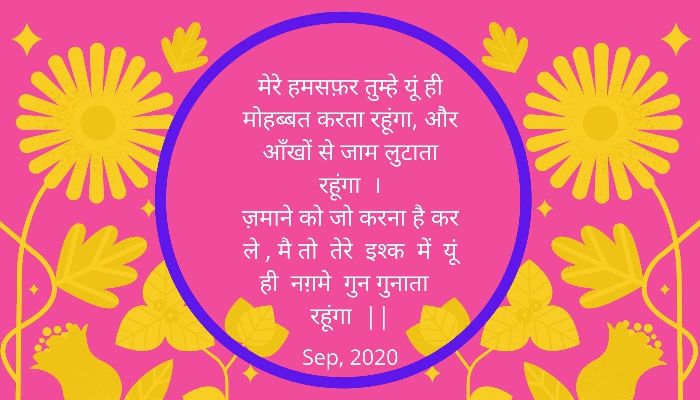 मेरे हमसफ़र तुम्हे यूं ही
मोहब्बत करता रहूंगा, और
आँखों से जाम लुटाता
रहूंगा ।
ज़माने को जो करना है कर
ले , मै तो तेरे इश्क में यूं
ही नग़मे गुन गुनाता
रहूंगा ||
Sep, 2020